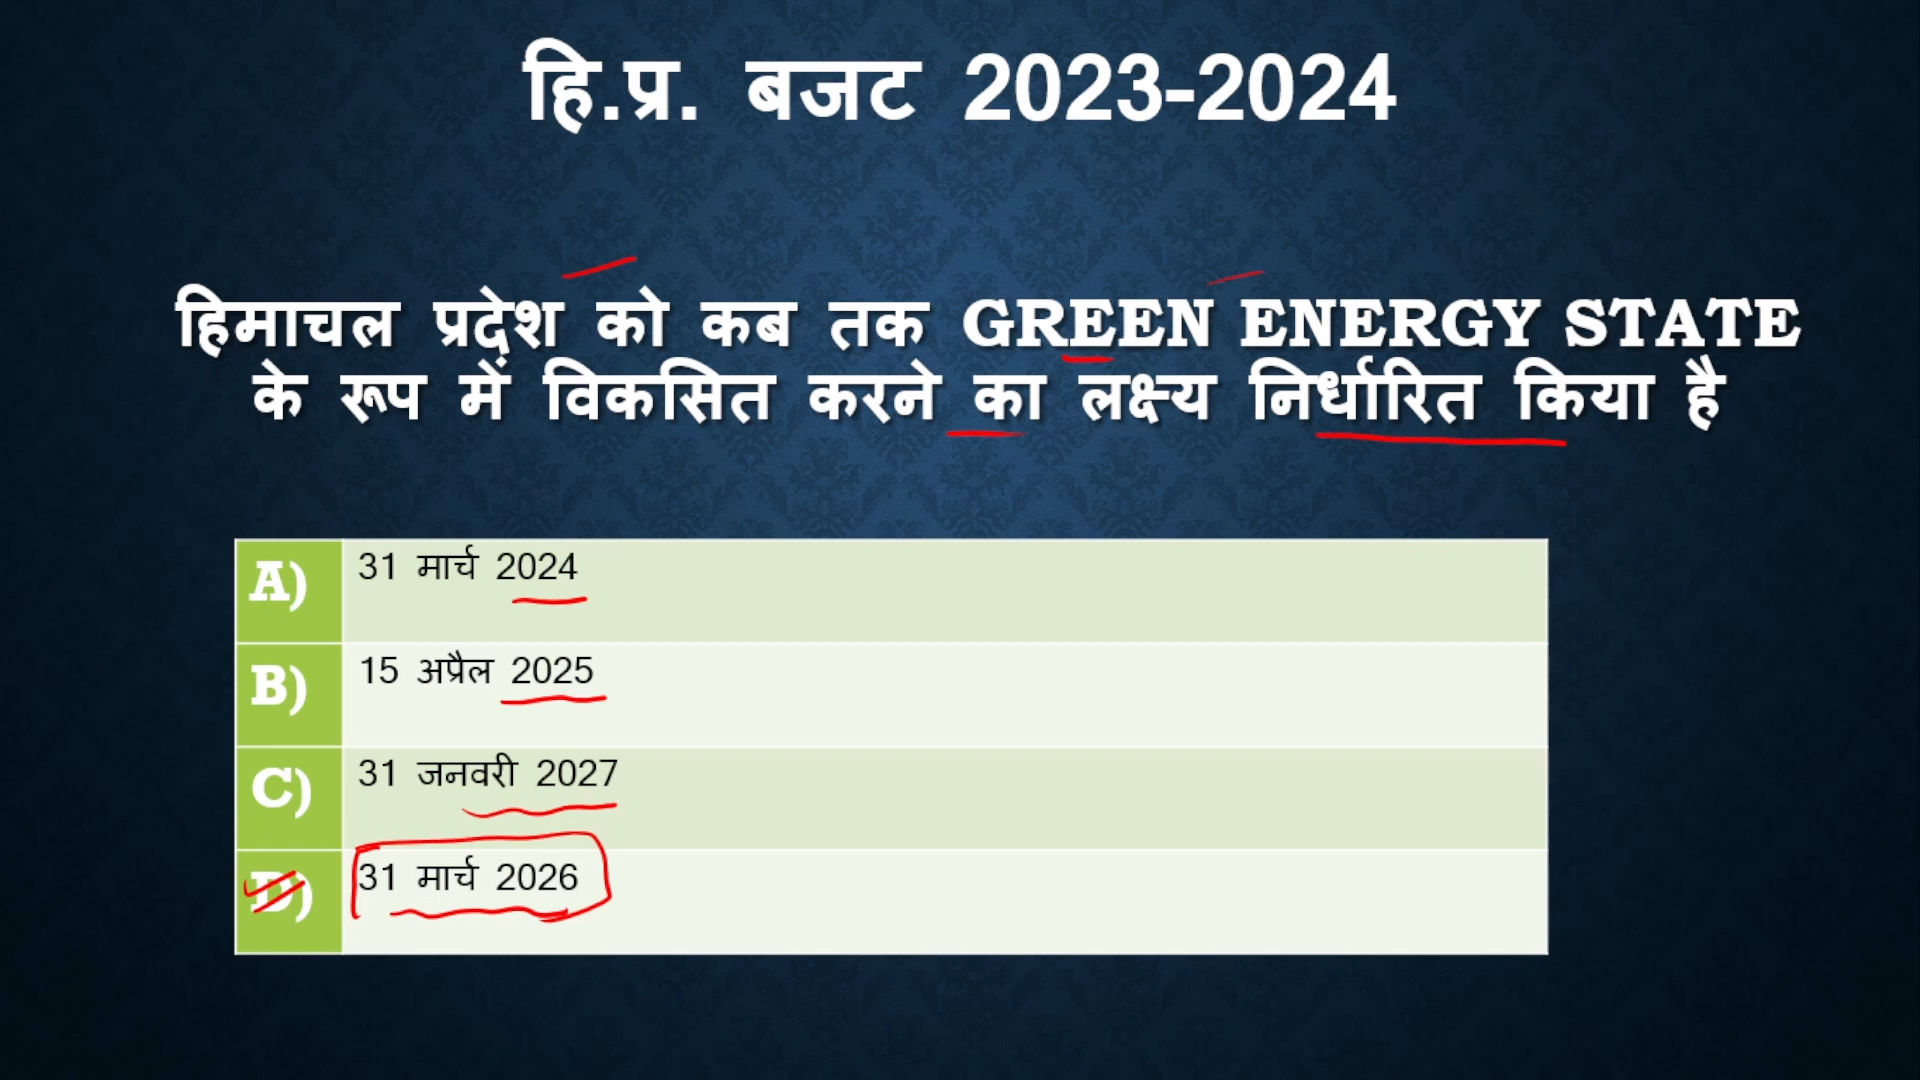 हि.प्र. बजट 2023-2024
हिमाचल प्रदेश को कब तक GREEN ENERGY STATE
के रूप में विकसित करने का लक्ष्य निर्धारित किया है
A) 31 मार्च 2024
B) 15 अप्रैल 2025
C) 31 जनवरी 2027
D) 31 मार्च 2026